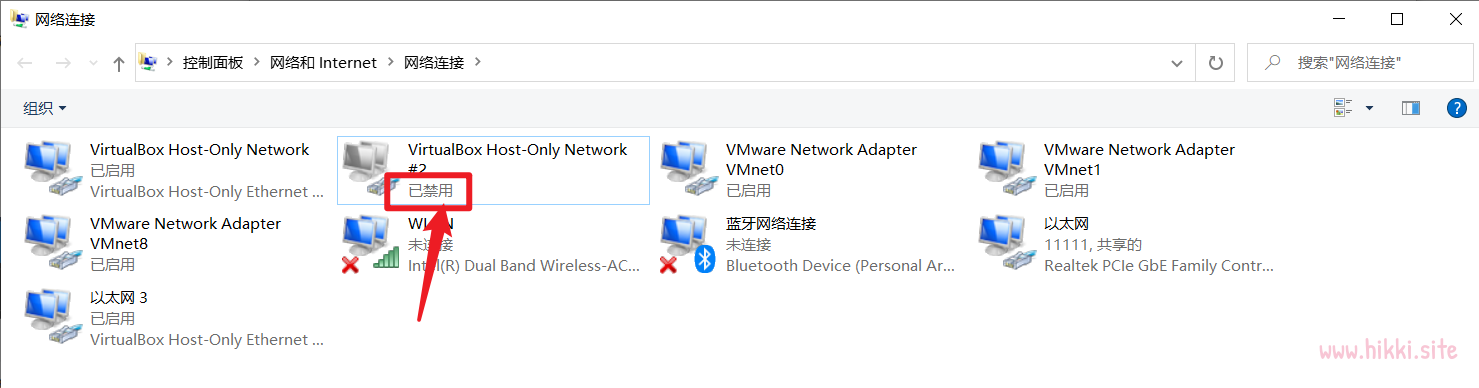 网络连接
控制面板 网络和 Internet 网络连接
搜索"网络连接"
组织
VirtualBox Host-Only Network
已启用
VirtualBox Host-Only Ethernet ...
VirtualBox Host-Only Network
#2
已禁用
VMware Network Adapter
VMnet0
已启用
VMware Network Adapter
VMnet1
已启用
VMware Network Adapter
VMnet8
已启用
未连接
Intel(R) Dual Band Wireless-AC...
蓝牙网络连接
未连接
Bluetooth Device (Personal Ar...
以太网
11111, 共享的
Realtek PCIe GbE Family Contr...
以太网 3
已启用
VirtualBox Host-Only Ethernet ...
www.hikki.site